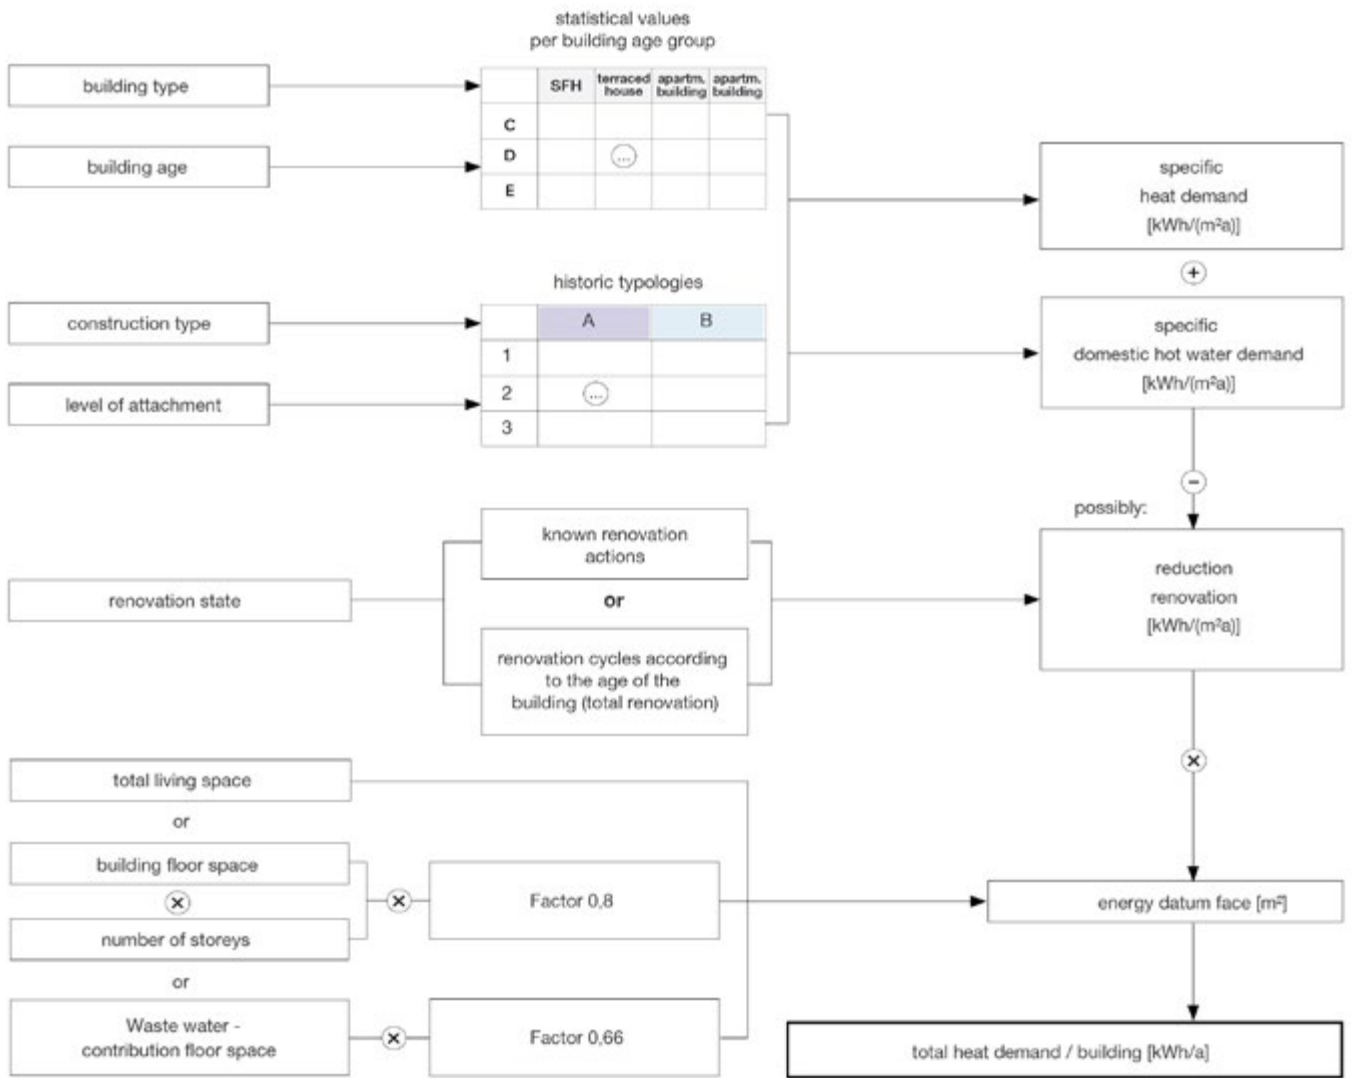 statistical values
per building age group
building type
SFH
terraced
house
apartm.
building
apartm.
building
C
building age
D
(...)
E
specific
heat demand
[kWh/(m²a)]
+
historic typologies
construction type
A
B
1
level of attachment
2
(...)
3
specific
domestic hot water demand
[kWh/(m²a)]
−
possibly:
known renovation
actions
renovation state
or
renovation cycles according
to the age of the
building (total renovation)
reduction
renovation
[kWh/(m²a)]
×
total living space
or
building floor space
×
number of storeys
×
Factor 0,8
energy datum face [m²]
or
Waste water -
contribution floor space
×
Factor 0,66
total heat demand / building [kWh/a]